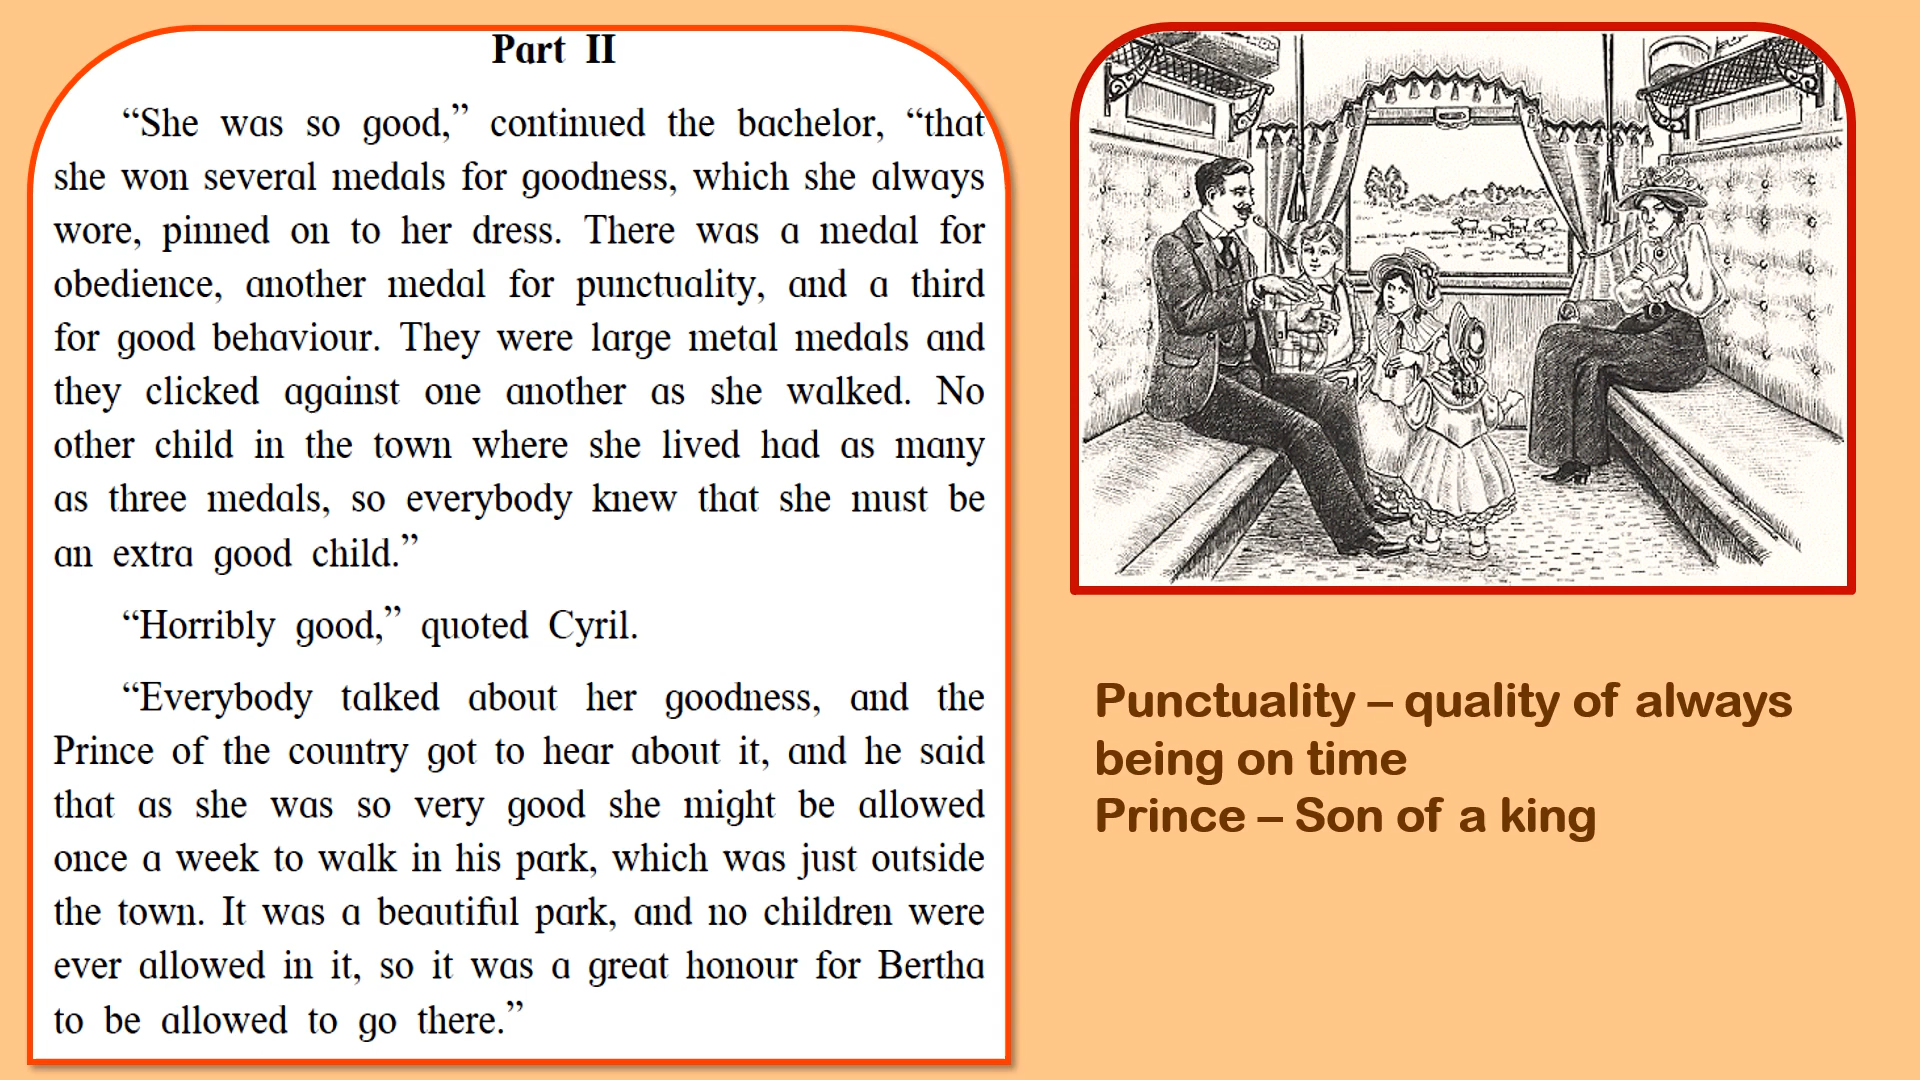 Part II
“She was so good,” continued the bachelor, “that
she won several medals for goodness, which she always
wore, pinned on to her dress. There was a medal for
obedience, another medal for punctuality, and a third
for good behaviour. They were large metal medals and
they clicked against one another as she walked. No
other child in the town where she lived had as many
as three medals, so everybody knew that she must be
an extra good child.”
“Horribly good,” quoted Cyril.
“Everybody talked about her goodness, and the
Prince of the country got to hear about it, and he said
that as she was so very good she might be allowed
once a week to walk in his park, which was just outside
the town. It was a beautiful park, and no children were
ever allowed in it, so it was a great honour for Bertha
to be allowed to go there.”
Punctuality – quality of always
being on time
Prince – Son of a king